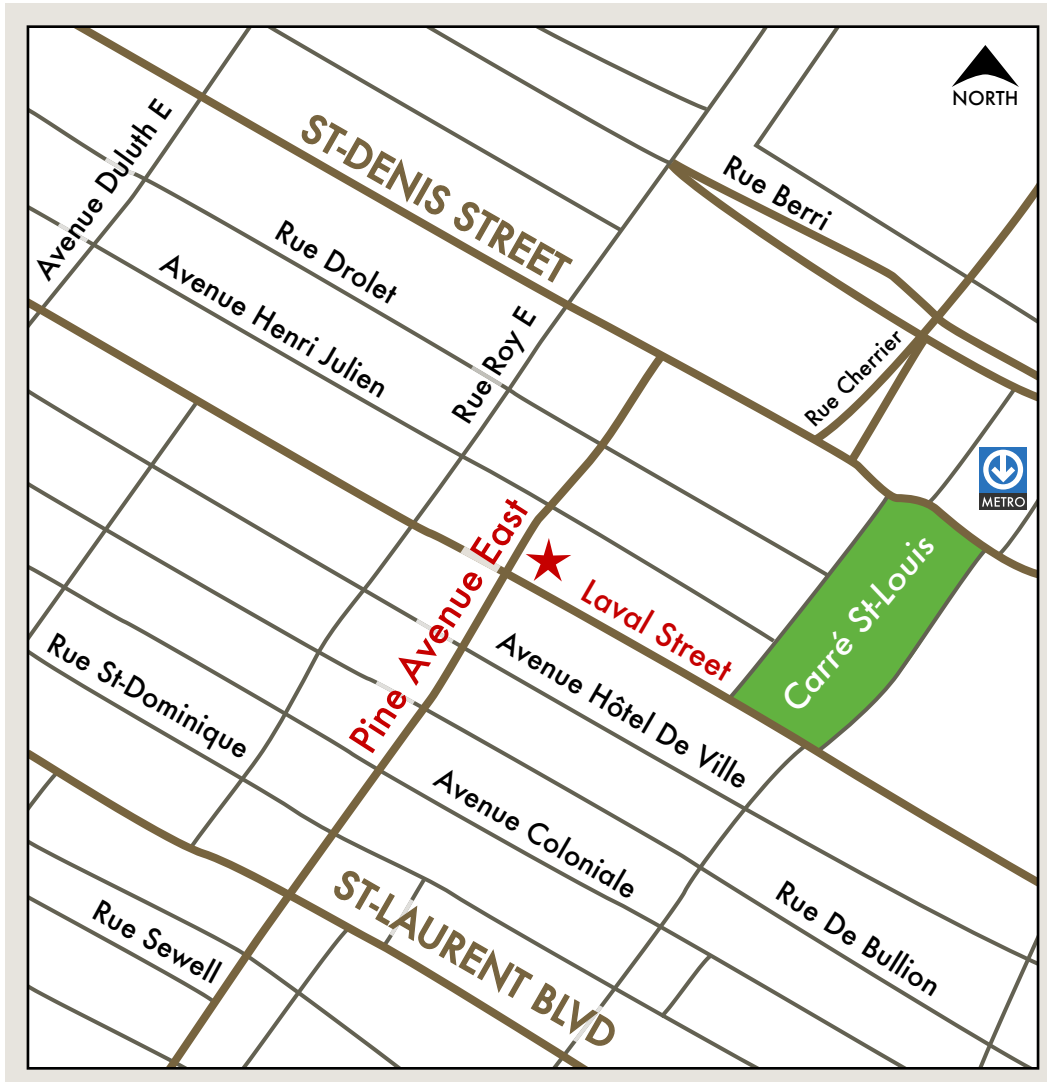 NORTH
Avenue Duluth E
ST-DENIS STREET
Rue Berri
Rue Drolet
Avenue Henri Julien
Rue Roy E
Rue Cherrier
METRO
Pine Avenue East
Laval Street
Carré St-Louis
Avenue Hôtel De Ville
Rue St-Dominique
Avenue Coloniale
ST-LAURENT BLVD
Rue De Bullion
Rue Sewell